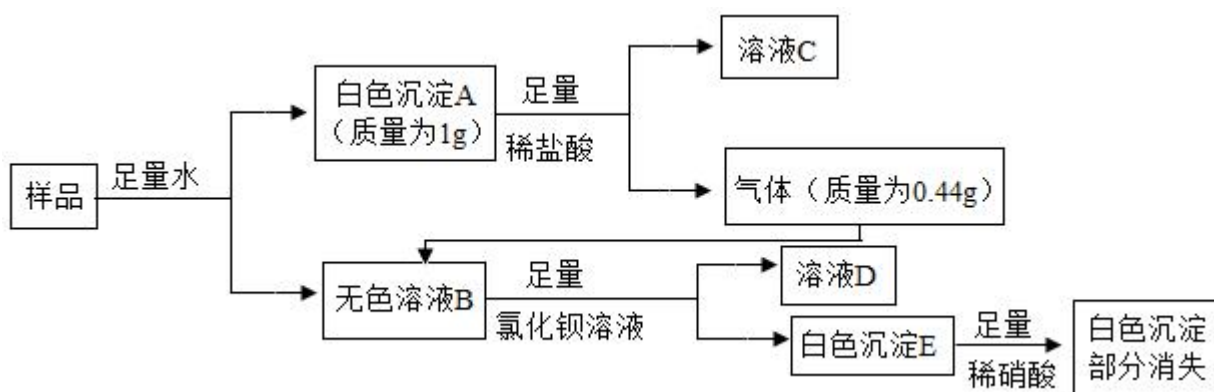 溶液C
白色沉淀A
（质量为1g）
足量
稀盐酸
样品
足量水
气体（质量为0.44g）
无色溶液B
足量
氯化钡溶液
溶液D
白色沉淀E
足量
稀硝酸
白色沉淀
部分消失